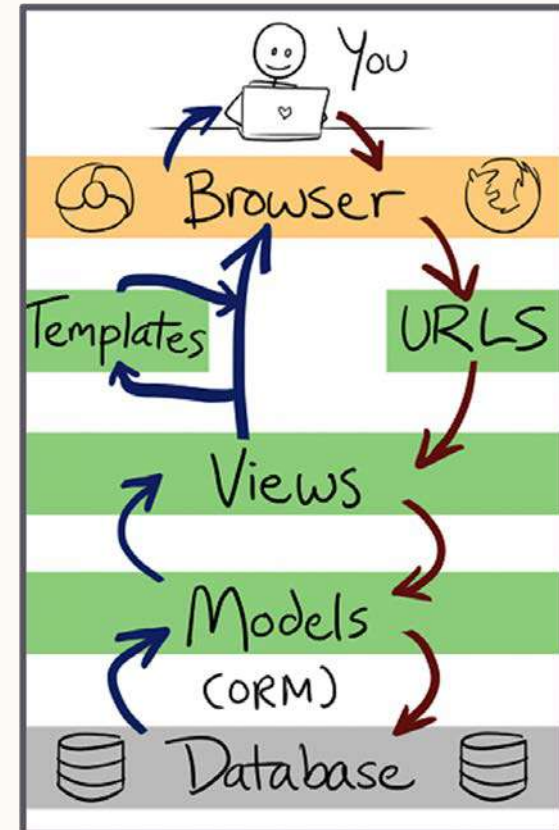 You
Browser
Templates
URLS
Views
Models
(ORM)
Database